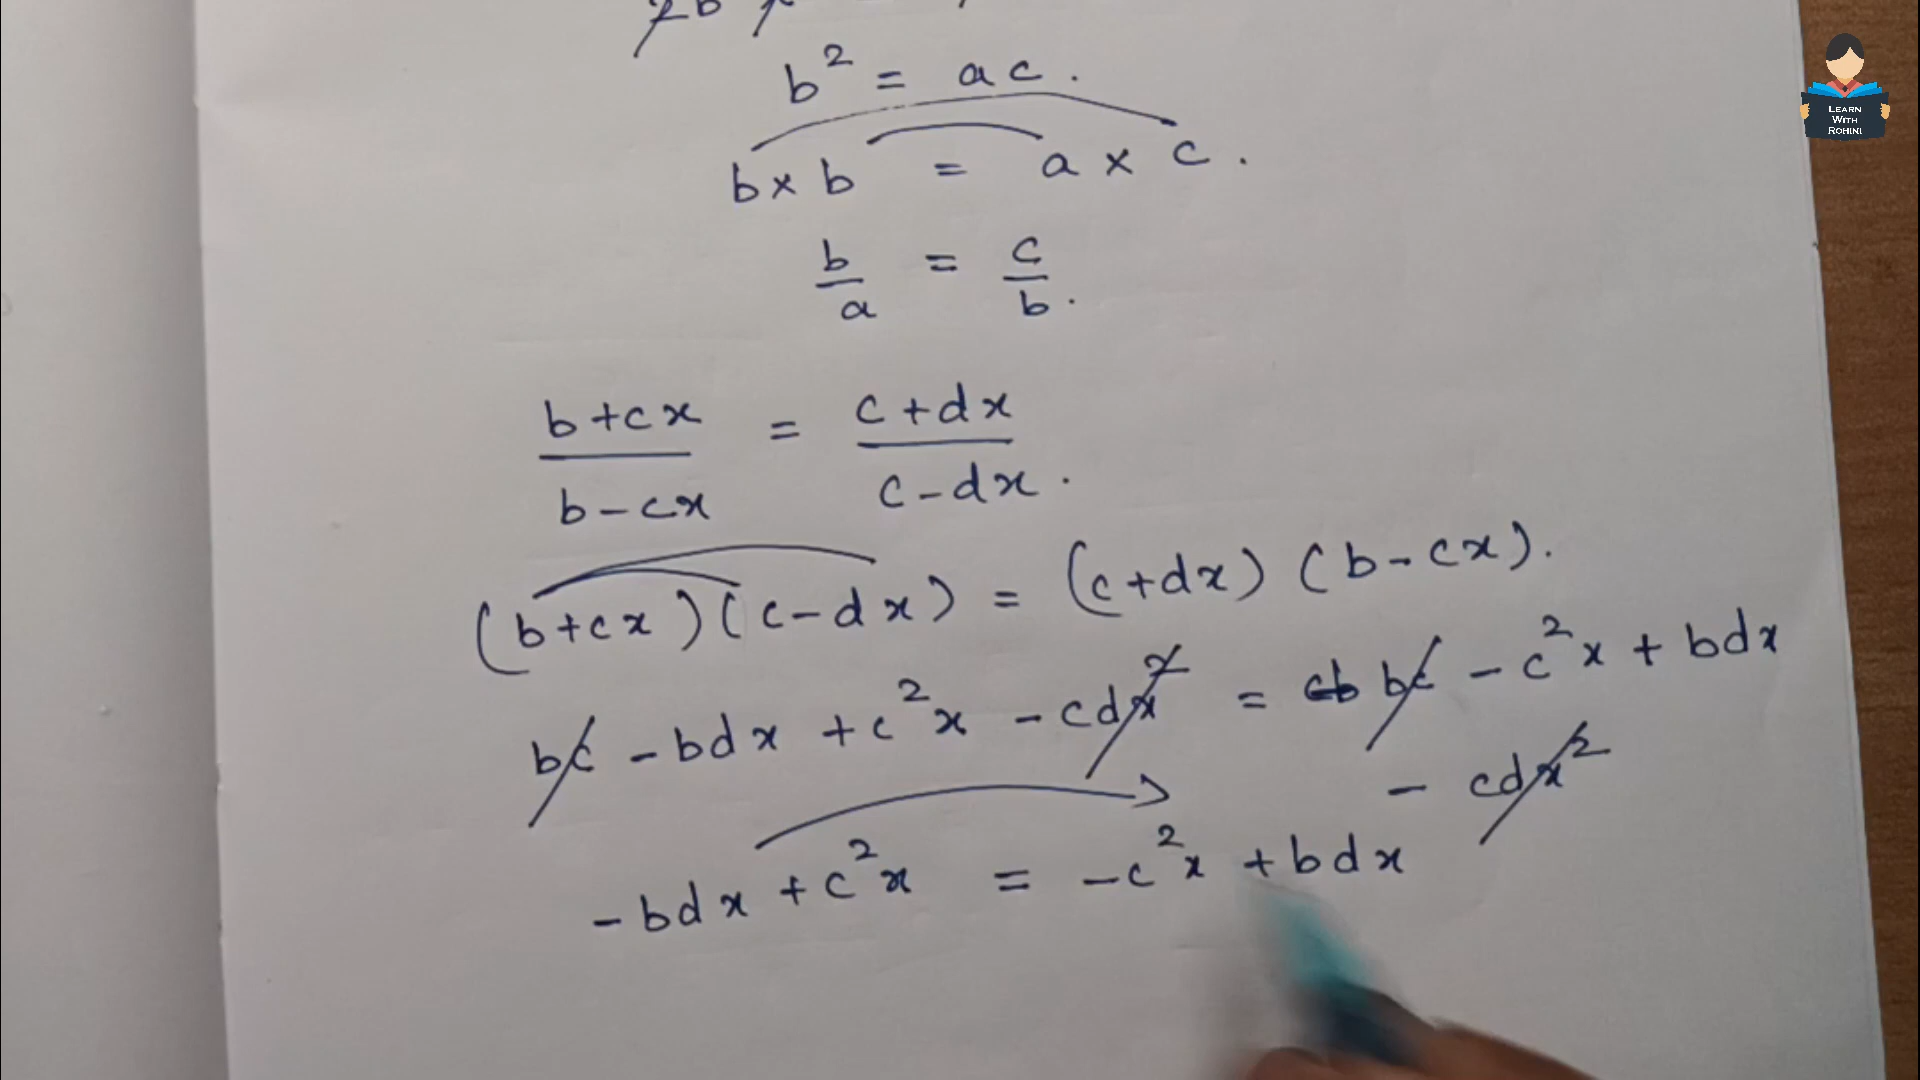 b² = ac.
b × b = a × c.
b/a = c/b.
b+cx/b-cx = c+dx/c-dx.
(b+cx)(c-dx) = (c+dx)(b-cx).
bc - bdx + c²x - cdx² = bc - c²x + bdx
- cdx²
-bdx + c²x = -c²x + bdx
LEARN
WITH
ROHINI